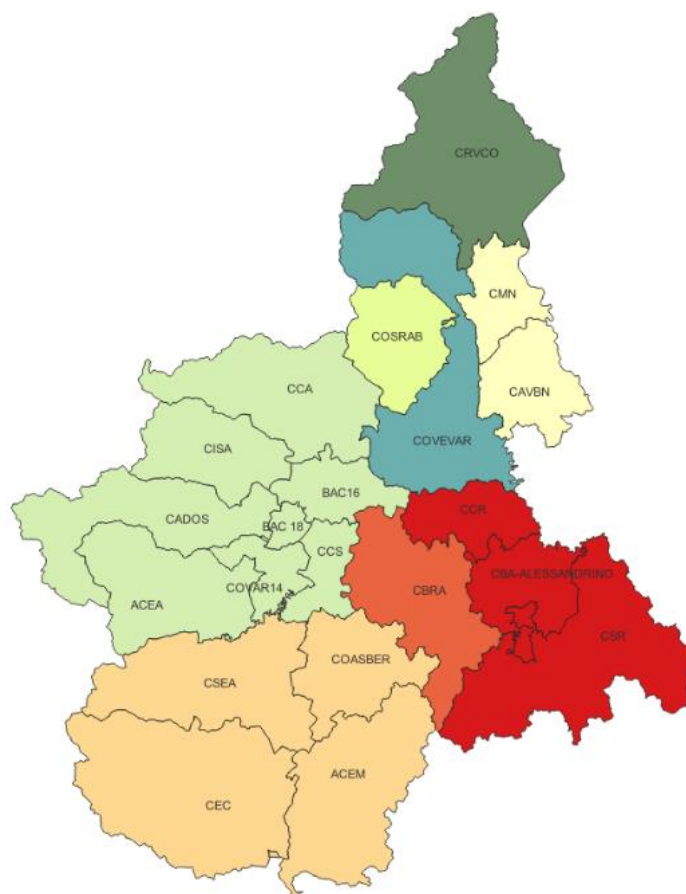 CRVCO
CMN
COSRAB
CCA
CAVBN
CISA
COVEVAR
BAC16
CADOS
BAC 18
CCR
CCS
CBA-ALESSANDRINO
COVAR14
CBRA
ACEA
CSR
COASBER
CSEA
ACEM
CEC